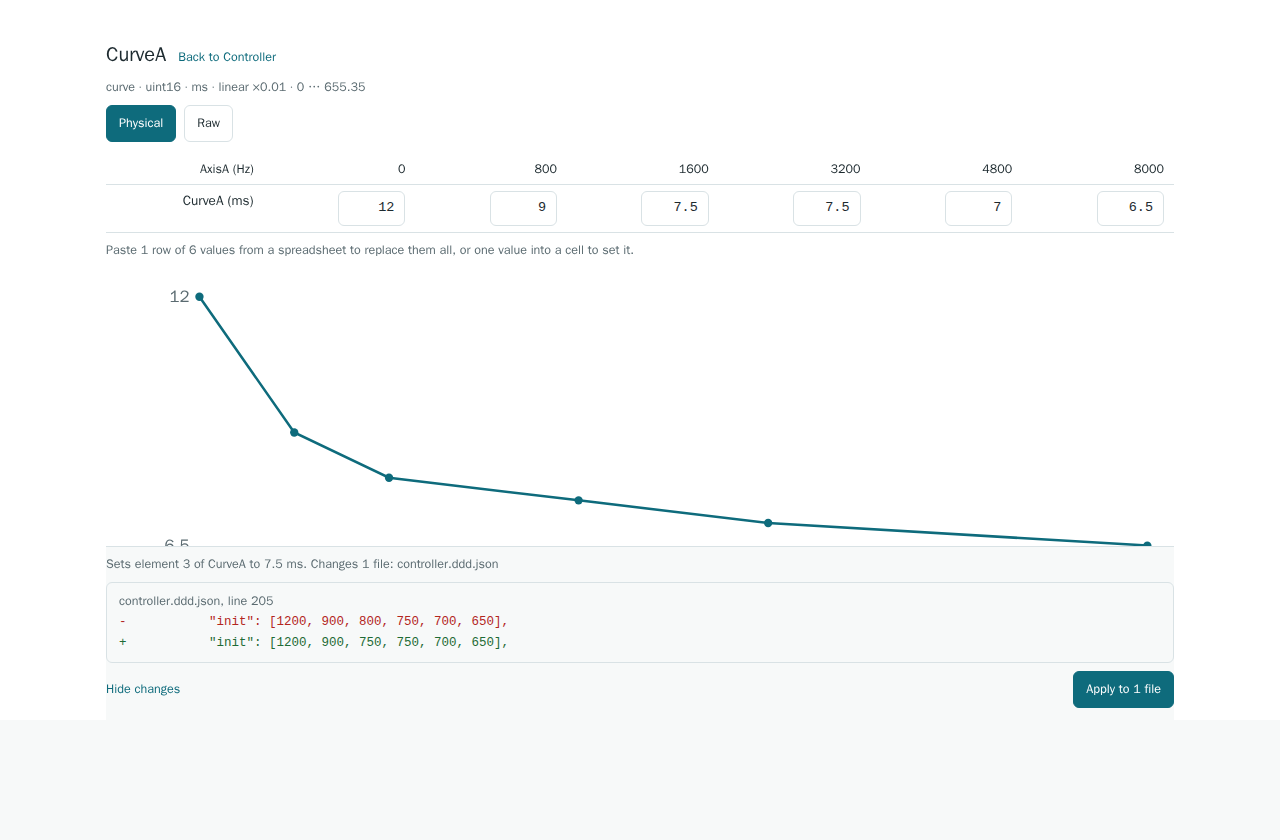 CurveA Back to Controller
curve · uint16 · ms · linear ×0.01 · 0 ··· 655.35
Physical Raw
AxisA (Hz) 0 800 1600 3200 4800 8000
CurveA (ms) 12 9 7.5 7.5 7 6.5
Paste 1 row of 6 values from a spreadsheet to replace them all, or one value into a cell to set it.
12
6.5
Sets element 3 of CurveA to 7.5 ms. Changes 1 file: controller.ddd.json
controller.ddd.json, line 205
- "init": [1200, 900, 800, 750, 700, 650],
+ "init": [1200, 900, 750, 750, 700, 650],
Hide changes Apply to 1 file